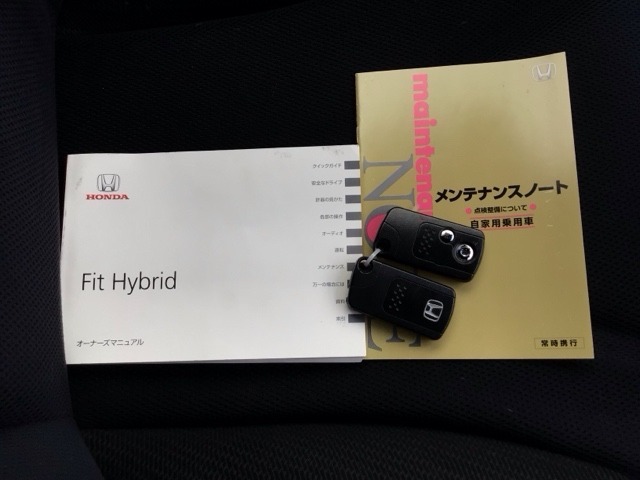 HONDA
Fit Hybrid
オーナーズマニュアル
クイックガイド
安全なドライブ
計器の見かた
各部の操作
オーディオ
運転
メンテナンス
万一の場合には
資料
索引
maintenan
メンテナンスノート
点検整備について
自家用乗用車
常時携行